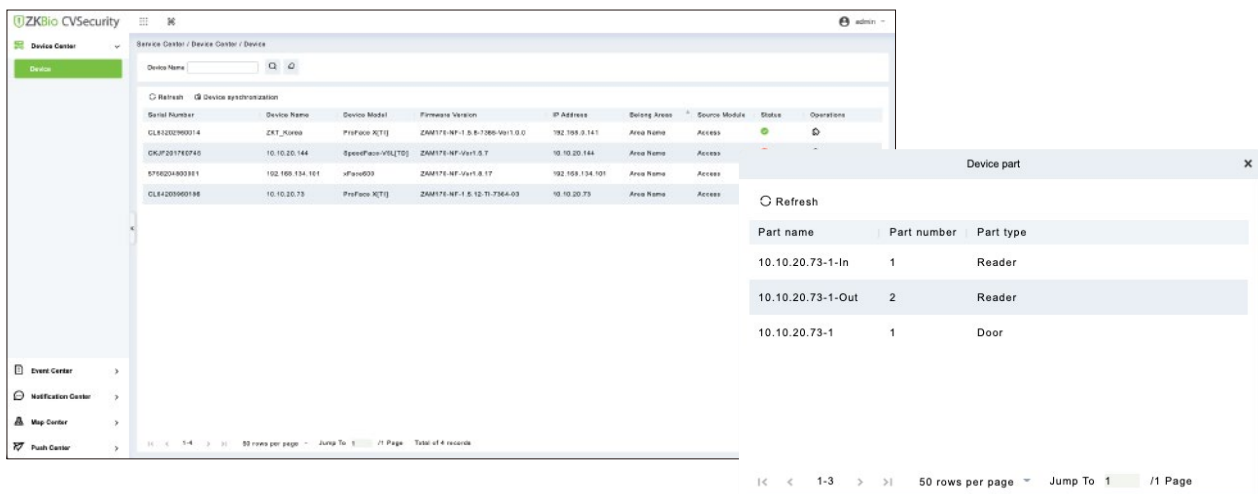 ZKBio CVSecurity
admin
Device Center
Service Center / Device Center / Device
Device
Device Name
Refresh Device synchronization
Serial Number Device Name Device Model Firmware Version IP Address Belong Areas Source Module Status Operations
CL63202960014 ZKT_Korea ProFace X[TI] 192.168.0.141 Area Name Access
10.10.20.144 SpeedFace-V5L[TD] ZAM170-NF-Ver1.5.7 10.10.20.144 Area Name Access
192.168.134.101 xFace600 ZAM170-NF-Ver1.8.17 192.168.134.101 Area Name Access
10.10.20.73 ProFace X[TI] 10.10.20.73 Area Name Access
Event Center
Notification Center
Map Center
Push Center
1-4 50 rows per page Jump To 1 /1 Page Total of 4 records
Device part
Refresh
Part name Part number Part type
10.10.20.73-1-In 1 Reader
10.10.20.73-1-Out 2 Reader
10.10.20.73-1 1 Door
1-3 50 rows per page Jump To 1 /1 Page